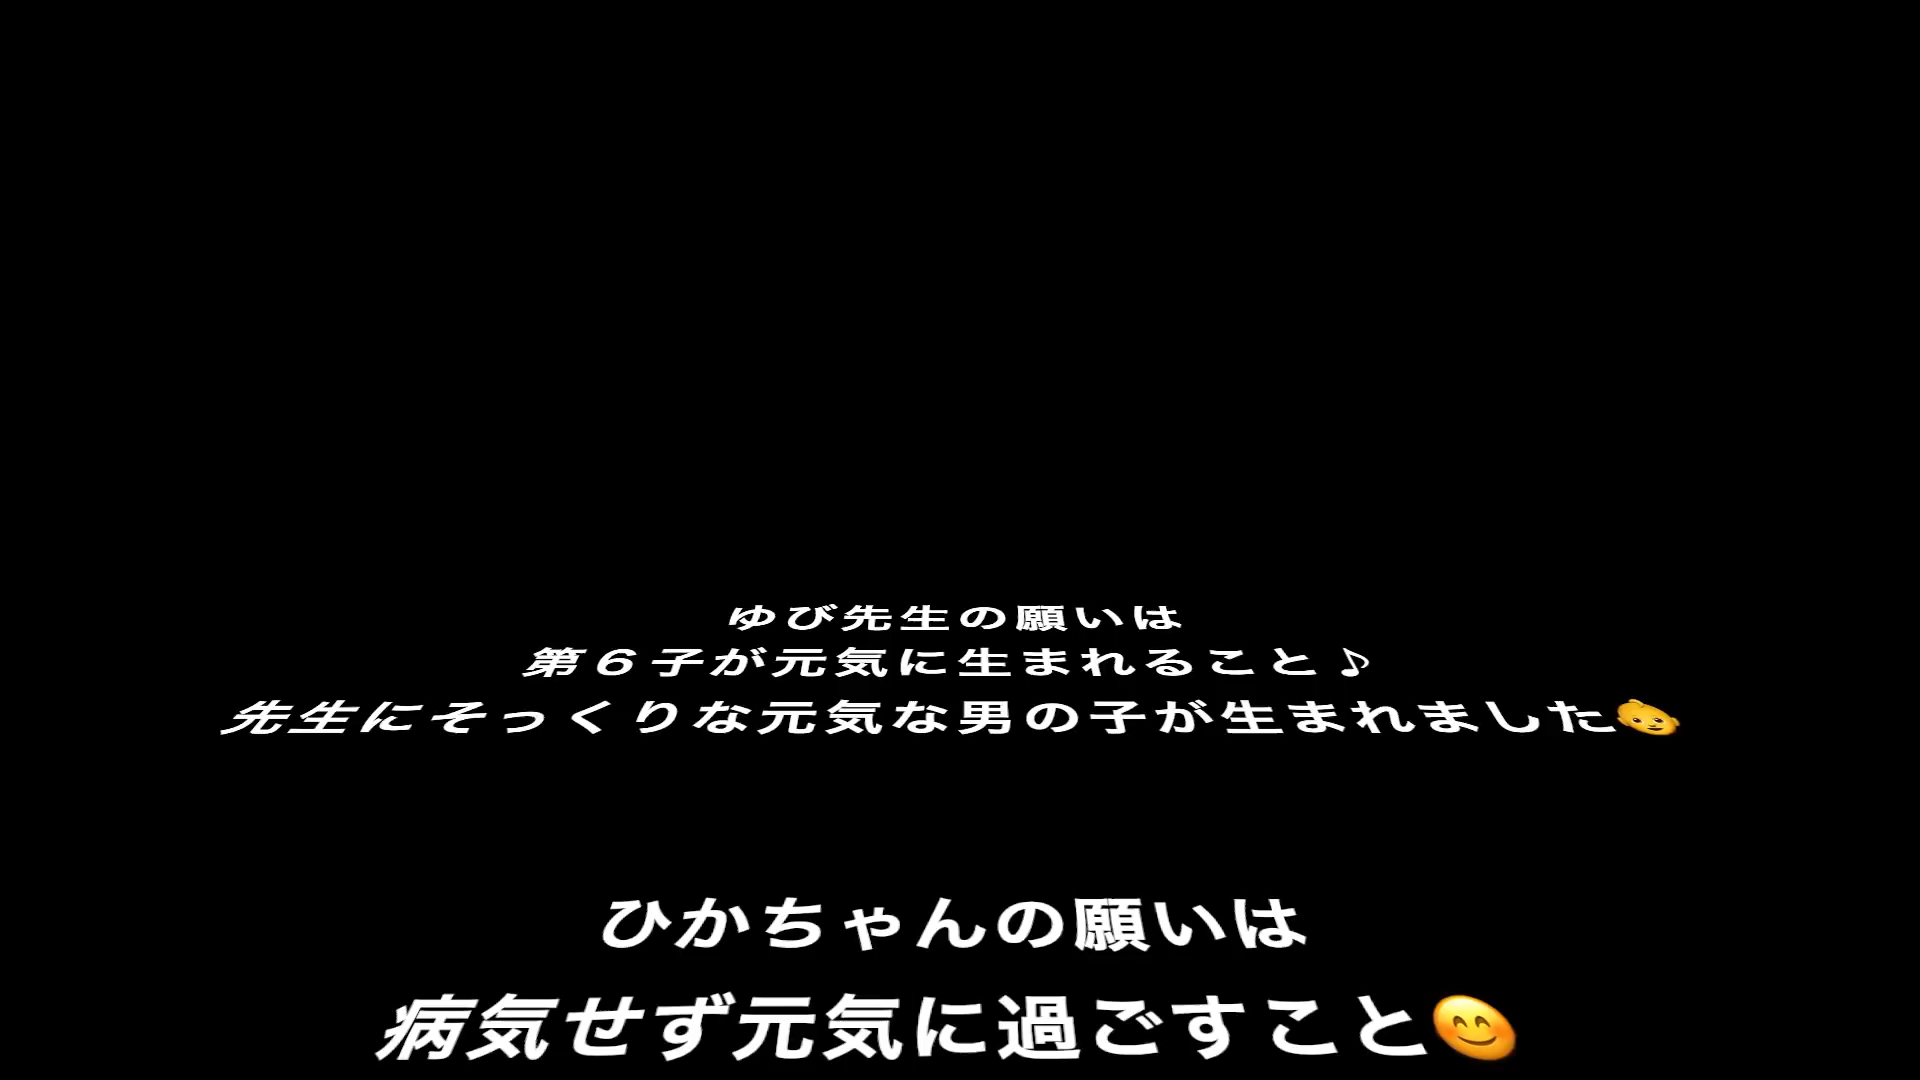 ゆび先生の願いは
第６子が元気に生まれること♪
先生にそっくりな元気な男の子が生まれました👶
ひかちゃんの願いは
病気せず元気に過ごすこと😊